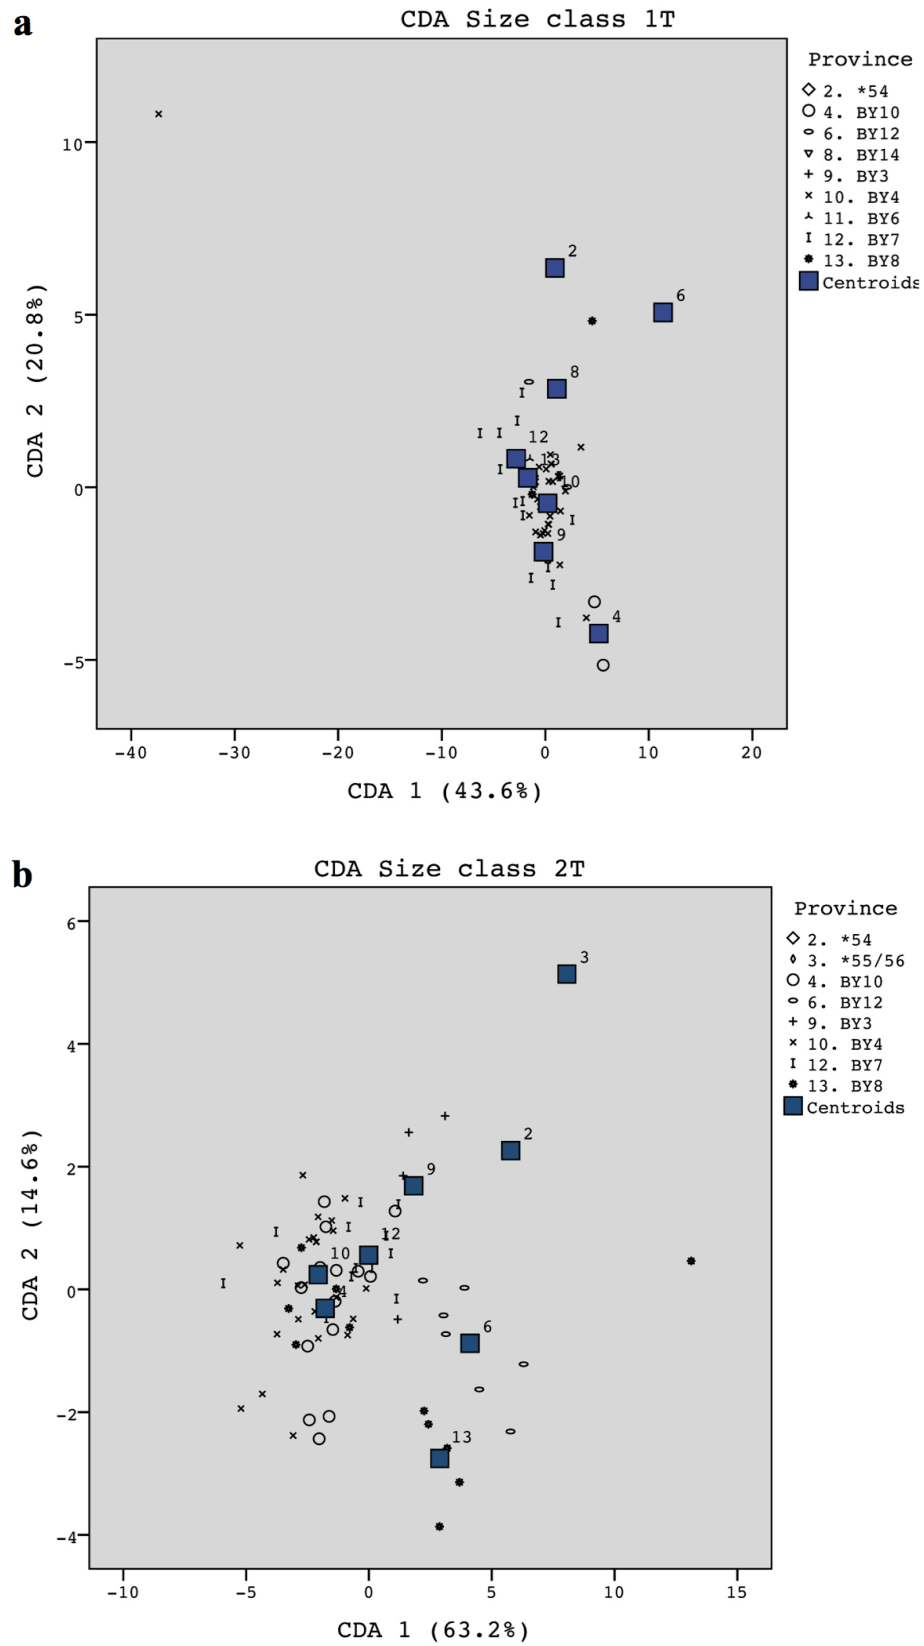 a
CDA Size class 1T
Province
2. *54
4. BY10
6. BY12
8. BY14
9. BY3
10. BY4
11. BY6
12. BY7
13. BY8
Centroids
CDA 2 (20.8%)
10
5
0
−5
2
6
8
12
13
10
9
4
−40
−30
−20
−10
0
10
20
CDA 1 (43.6%)
b
CDA Size class 2T
Province
2. *54
3. *55/56
4. BY10
6. BY12
9. BY3
10. BY4
12. BY7
13. BY8
Centroids
CDA 2 (14.6%)
6
4
2
0
−2
−4
3
2
9
12
10
4
6
13
−10
−5
0
5
10
15
CDA 1 (63.2%)